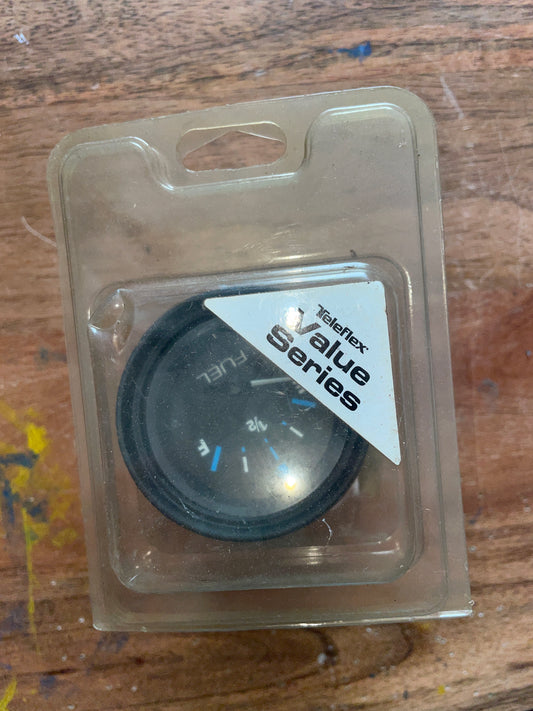 Teleflex
Value
Series
FUEL
1/2
F